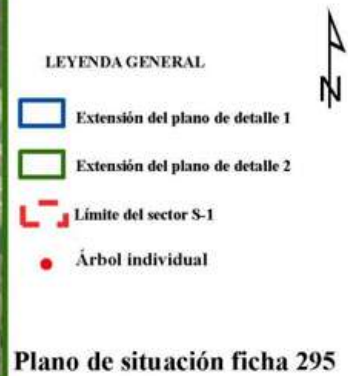 N
LEYENDA GENERAL
Extensión del plano de detalle 1
Extensión del plano de detalle 2
Límite del sector S-1
Árbol individual
Plano de situación ficha 295